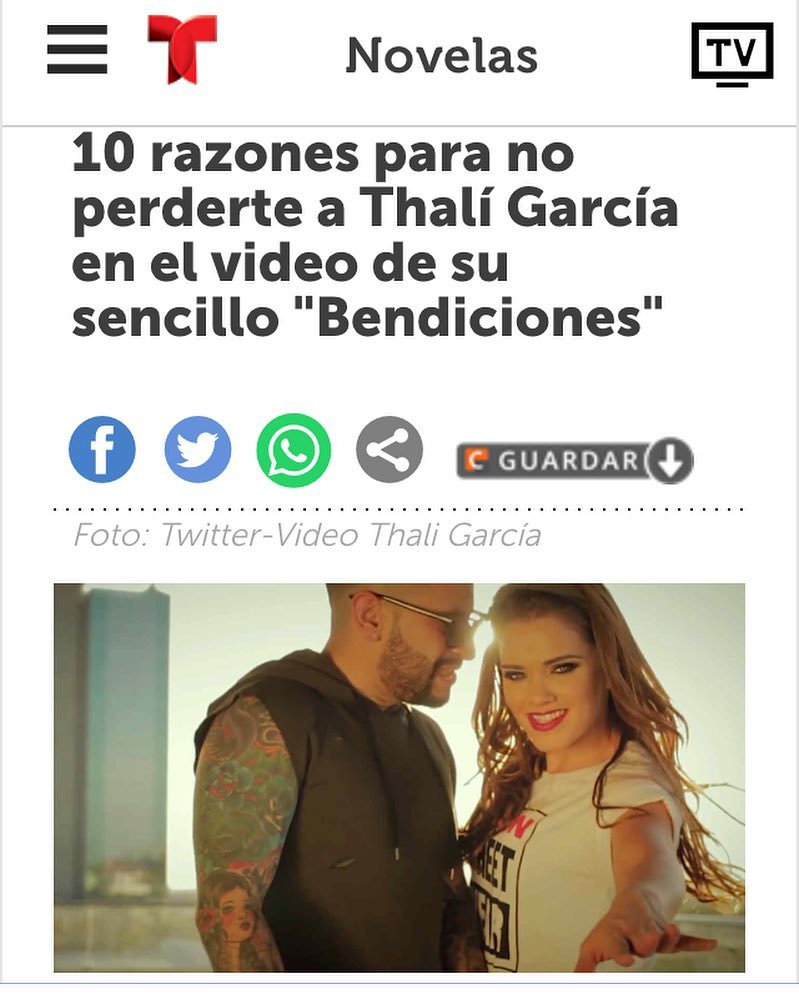 Novelas
TV
10 razones para no
perderte a Thalí García
en el video de su
sencillo "Bendiciones"
GUARDAR
Foto: Twitter-Video Thali García